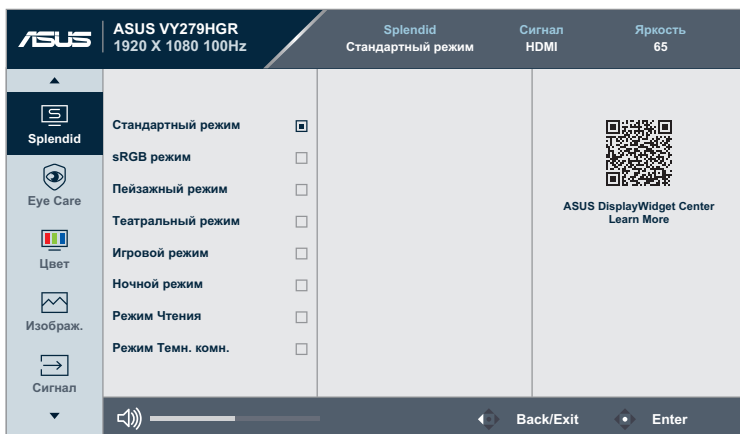 ASUS
ASUS VY279HGR
1920 X 1080 100Hz
Splendid
Стандартный режим
Сигнал
HDMI
Яркость
65
Splendid
Eye Care
Цвет
Изображ.
Сигнал
Стандартный режим
sRGB режим
Пейзажный режим
Театральный режим
Игровой режим
Ночной режим
Режим Чтения
Режим Темн. комн.
ASUS DisplayWidget Center
Learn More
Back/Exit
Enter